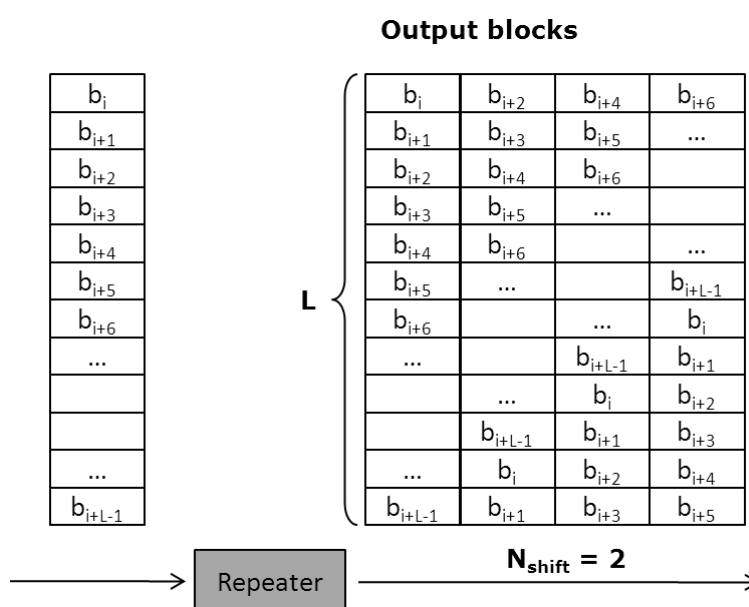 Output blocks
b_i b_i b_{i+2} b_{i+4} b_{i+6}
b_{i+1} b_{i+1} b_{i+3} b_{i+5} ...
b_{i+2} b_{i+2} b_{i+4} b_{i+6}
b_{i+3} b_{i+3} b_{i+5} ...
b_{i+4} b_{i+4} b_{i+6} ...
b_{i+5} L b_{i+5} ... b_{i+L-1}
b_{i+6} b_{i+6} ... b_i
... ... b_{i+L-1} b_{i+1}
... b_i b_{i+2}
b_{i+L-1} b_{i+1} b_{i+3}
... ... b_i b_{i+2} b_{i+4}
b_{i+L-1} b_{i+L-1} b_{i+1} b_{i+3} b_{i+5}
Repeater N_{shift} = 2